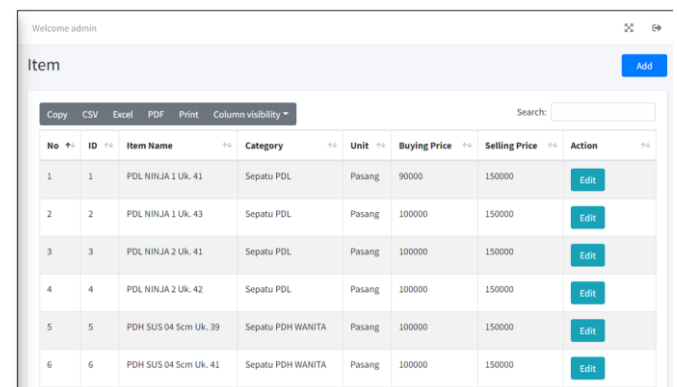 Welcome admin
Item
Add
Copy CSV Excel PDF Print Column visibility
Search:
No ID Item Name Category Unit Buying Price Selling Price Action
1 1 PDL NINJA 1 Uk. 41 Sepatu PDL Pasang 90000 150000 Edit
2 2 PDL NINJA 1 Uk. 43 Sepatu PDL Pasang 100000 150000 Edit
3 3 PDL NINJA 2 Uk. 41 Sepatu PDL Pasang 100000 150000 Edit
4 4 PDL NINJA 2 Uk. 42 Sepatu PDL Pasang 100000 150000 Edit
5 5 PDH SUS 04 5cm Uk. 39 Sepatu PDH WANITA Pasang 100000 150000 Edit
6 6 PDH SUS 04 5cm Uk. 41 Sepatu PDH WANITA Pasang 100000 150000 Edit